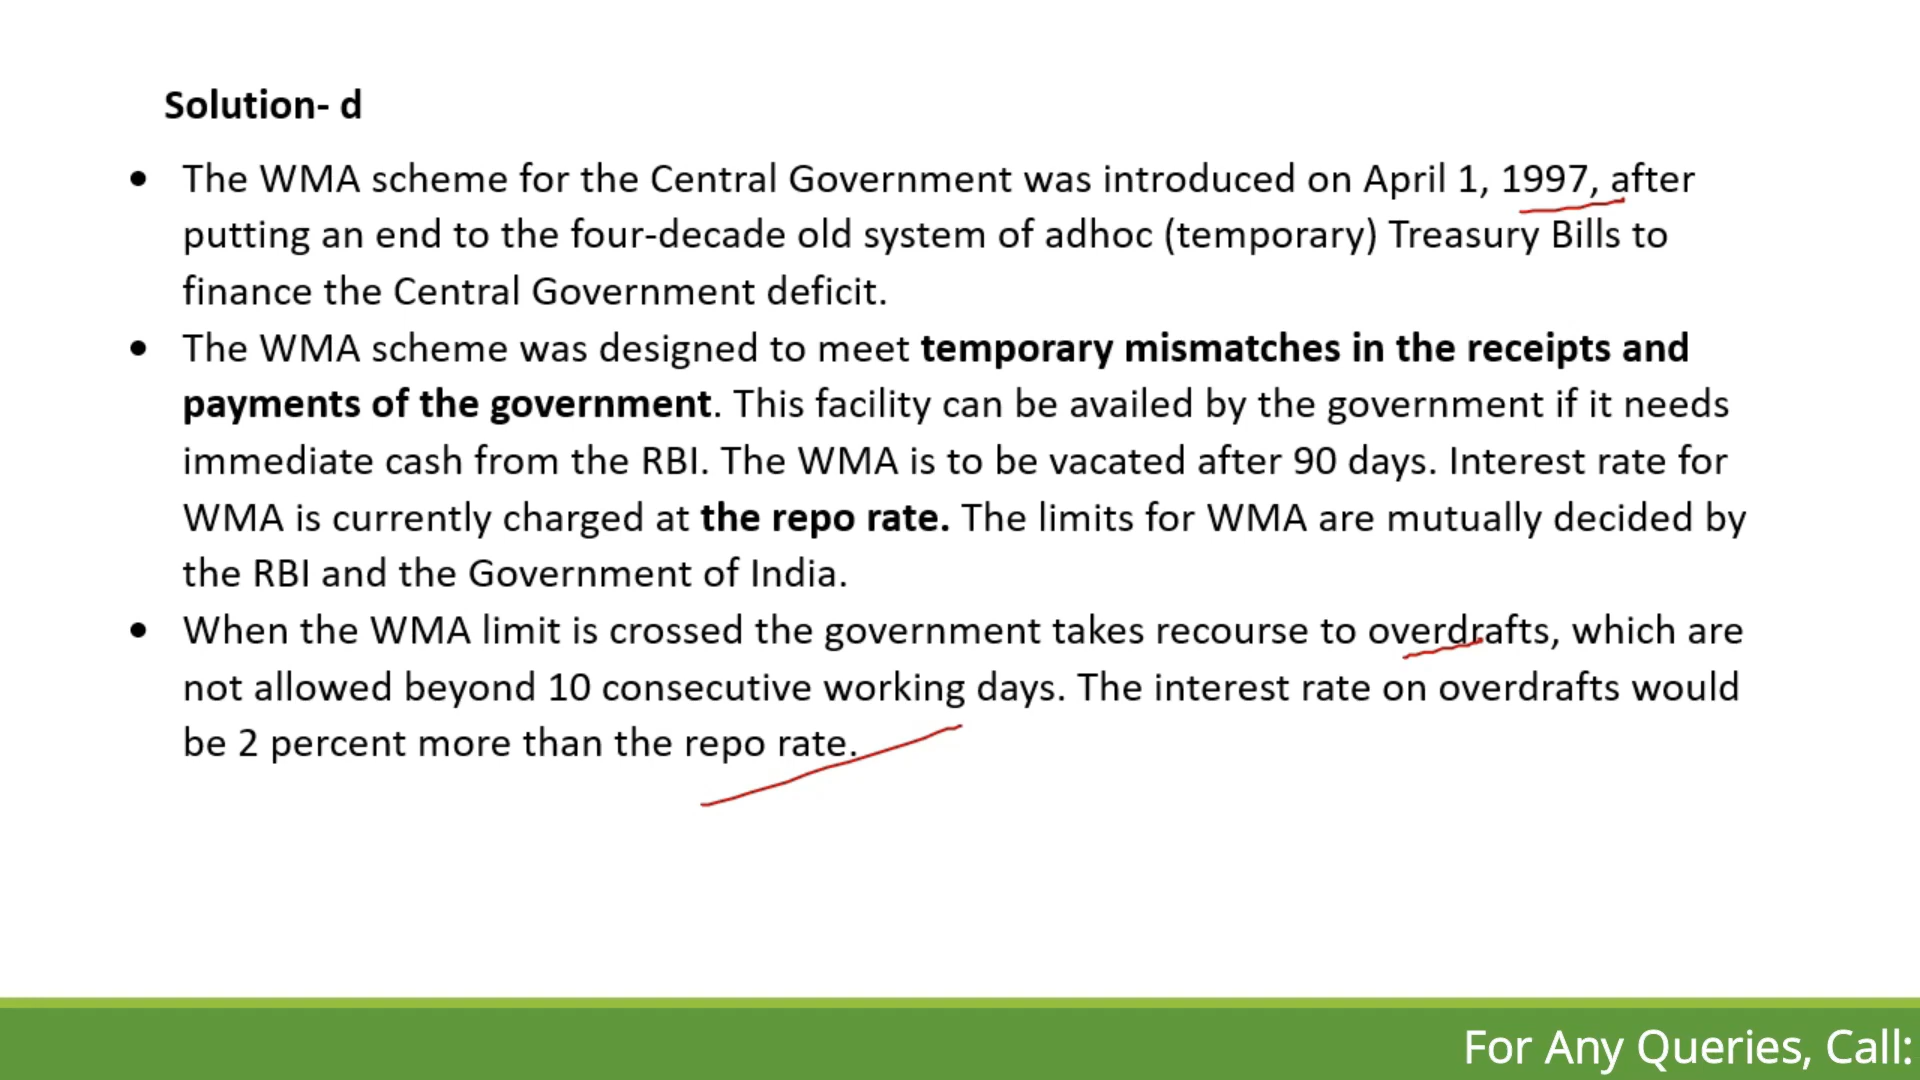 Solution- d
• The WMA scheme for the Central Government was introduced on April 1, 1997, after
putting an end to the four-decade old system of adhoc (temporary) Treasury Bills to
finance the Central Government deficit.
• The WMA scheme was designed to meet temporary mismatches in the receipts and
payments of the government. This facility can be availed by the government if it needs
immediate cash from the RBI. The WMA is to be vacated after 90 days. Interest rate for
WMA is currently charged at the repo rate. The limits for WMA are mutually decided by
the RBI and the Government of India.
• When the WMA limit is crossed the government takes recourse to overdrafts, which are
not allowed beyond 10 consecutive working days. The interest rate on overdrafts would
be 2 percent more than the repo rate.
For Any Queries, Call: